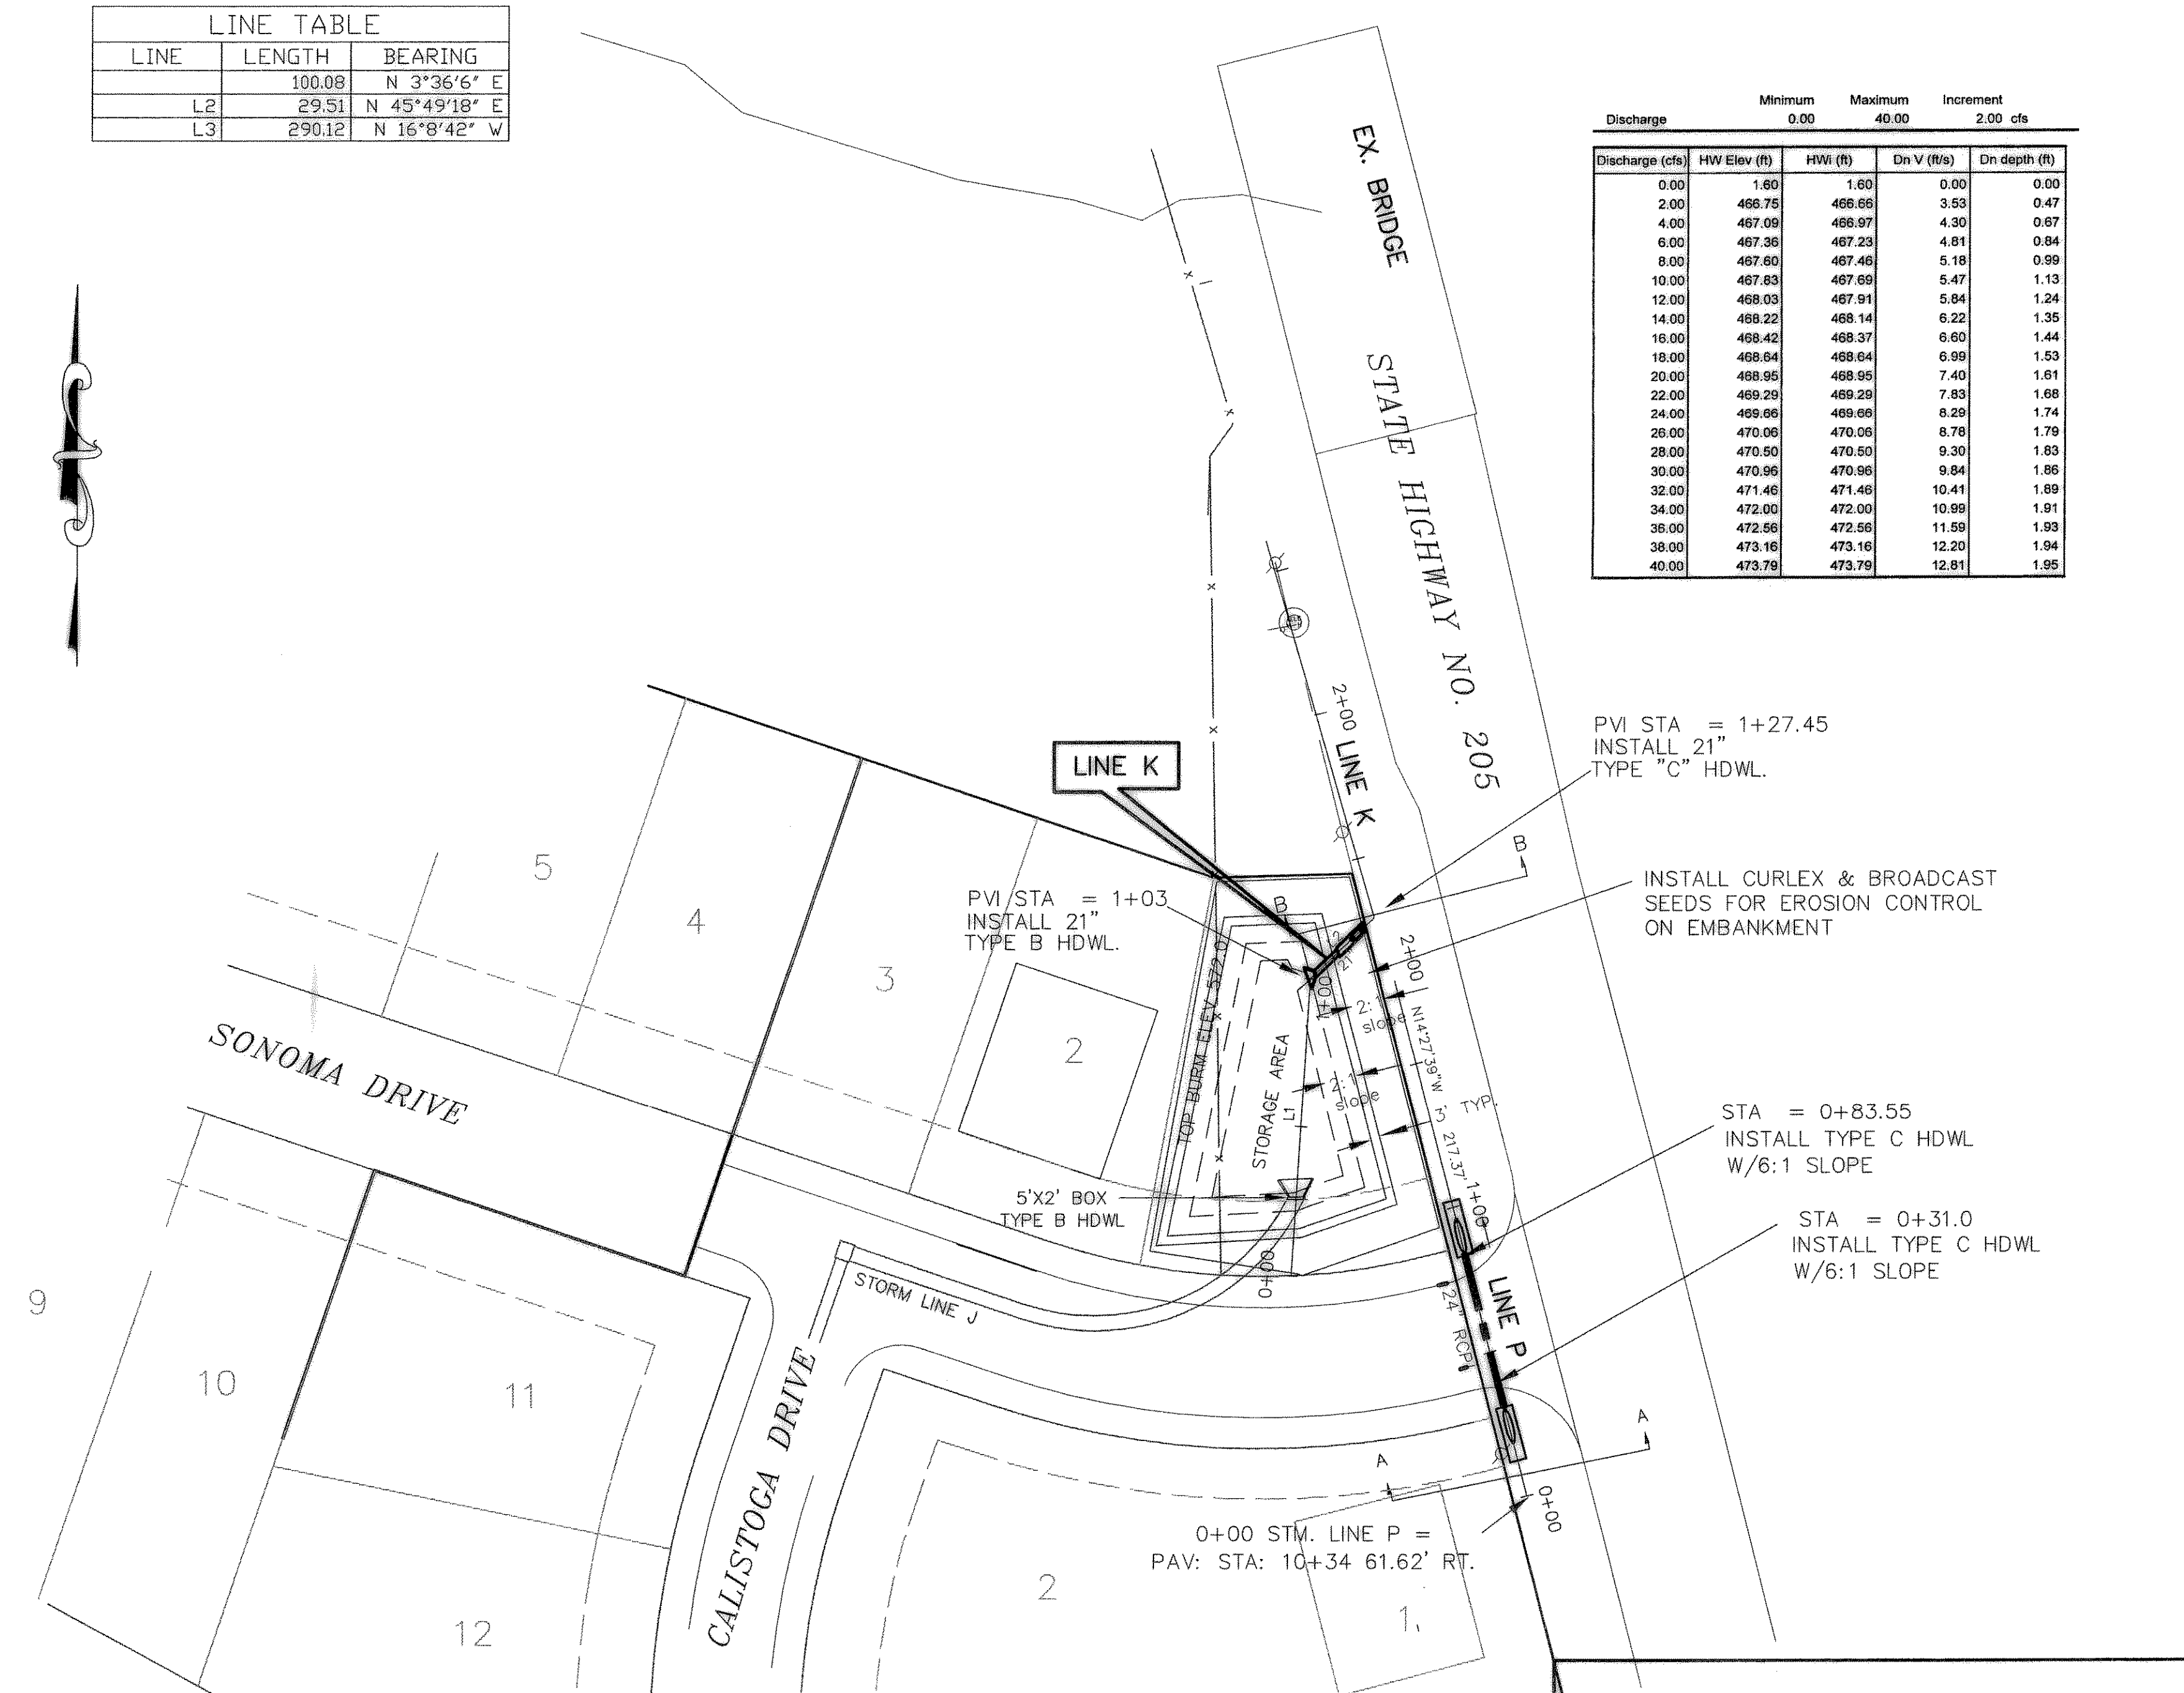 LINE TABLE
LINE LENGTH BEARING
100.08 N 3°36'6" E
L2 29.51 N 45°49'18" E
L3 290.12 N 16°8'42" W
Minimum Maximum Increment
Discharge 0.00 40.00 2.00 cfs
Discharge (cfs) HW Elev (ft) HWi (ft) Dn V (ft/s) Dn depth (ft)
0.00 1.60 1.60 0.00 0.00
2.00 466.75 466.66 3.53 0.47
4.00 467.09 466.97 4.30 0.67
6.00 467.36 467.23 4.81 0.84
8.00 467.60 467.46 5.18 0.99
10.00 467.83 467.69 5.47 1.13
12.00 468.03 467.91 5.84 1.24
14.00 468.22 468.14 6.22 1.35
16.00 468.42 468.37 6.60 1.44
18.00 468.64 468.64 6.99 1.53
20.00 468.95 468.95 7.40 1.61
22.00 469.29 469.29 7.83 1.68
24.00 469.66 469.66 8.29 1.74
26.00 470.06 470.06 8.78 1.79
28.00 470.50 470.50 9.30 1.83
30.00 470.96 470.96 9.84 1.86
32.00 471.46 471.46 10.41 1.89
34.00 472.00 472.00 10.99 1.91
36.00 472.56 472.56 11.59 1.93
38.00 473.16 473.16 12.20 1.94
40.00 473.79 473.79 12.81 1.95
EX. BRIDGE
STATE HIGHWAY NO. 205
2+00
LINE K
LINE K
PVI STA = 1+27.45
INSTALL 21"
TYPE "C" HDWL.
B
B
INSTALL CURLEX & BROADCAST
SEEDS FOR EROSION CONTROL
ON EMBANKMENT
PVI STA = 1+03
INSTALL 21"
TYPE B HDWL.
5
4
3
2
TOP BURM ELEV 572.0
STORAGE AREA
L1
21"
1+00
2:1
slope
2:1
slope
2+00
N14°27'39"W
217.37'
3' TYP.
1+00
SONOMA DRIVE
STA = 0+83.55
INSTALL TYPE C HDWL
W/6:1 SLOPE
5'X2' BOX
TYPE B HDWL
STA = 0+31.0
INSTALL TYPE C HDWL
W/6:1 SLOPE
0+00
STORM LINE J
24" RCP
LINE P
9
10
11
12
CALISTOGA DRIVE
A
A
0+00
0+00 STM. LINE P =
PAV: STA: 10+34 61.62' RT.
2
1